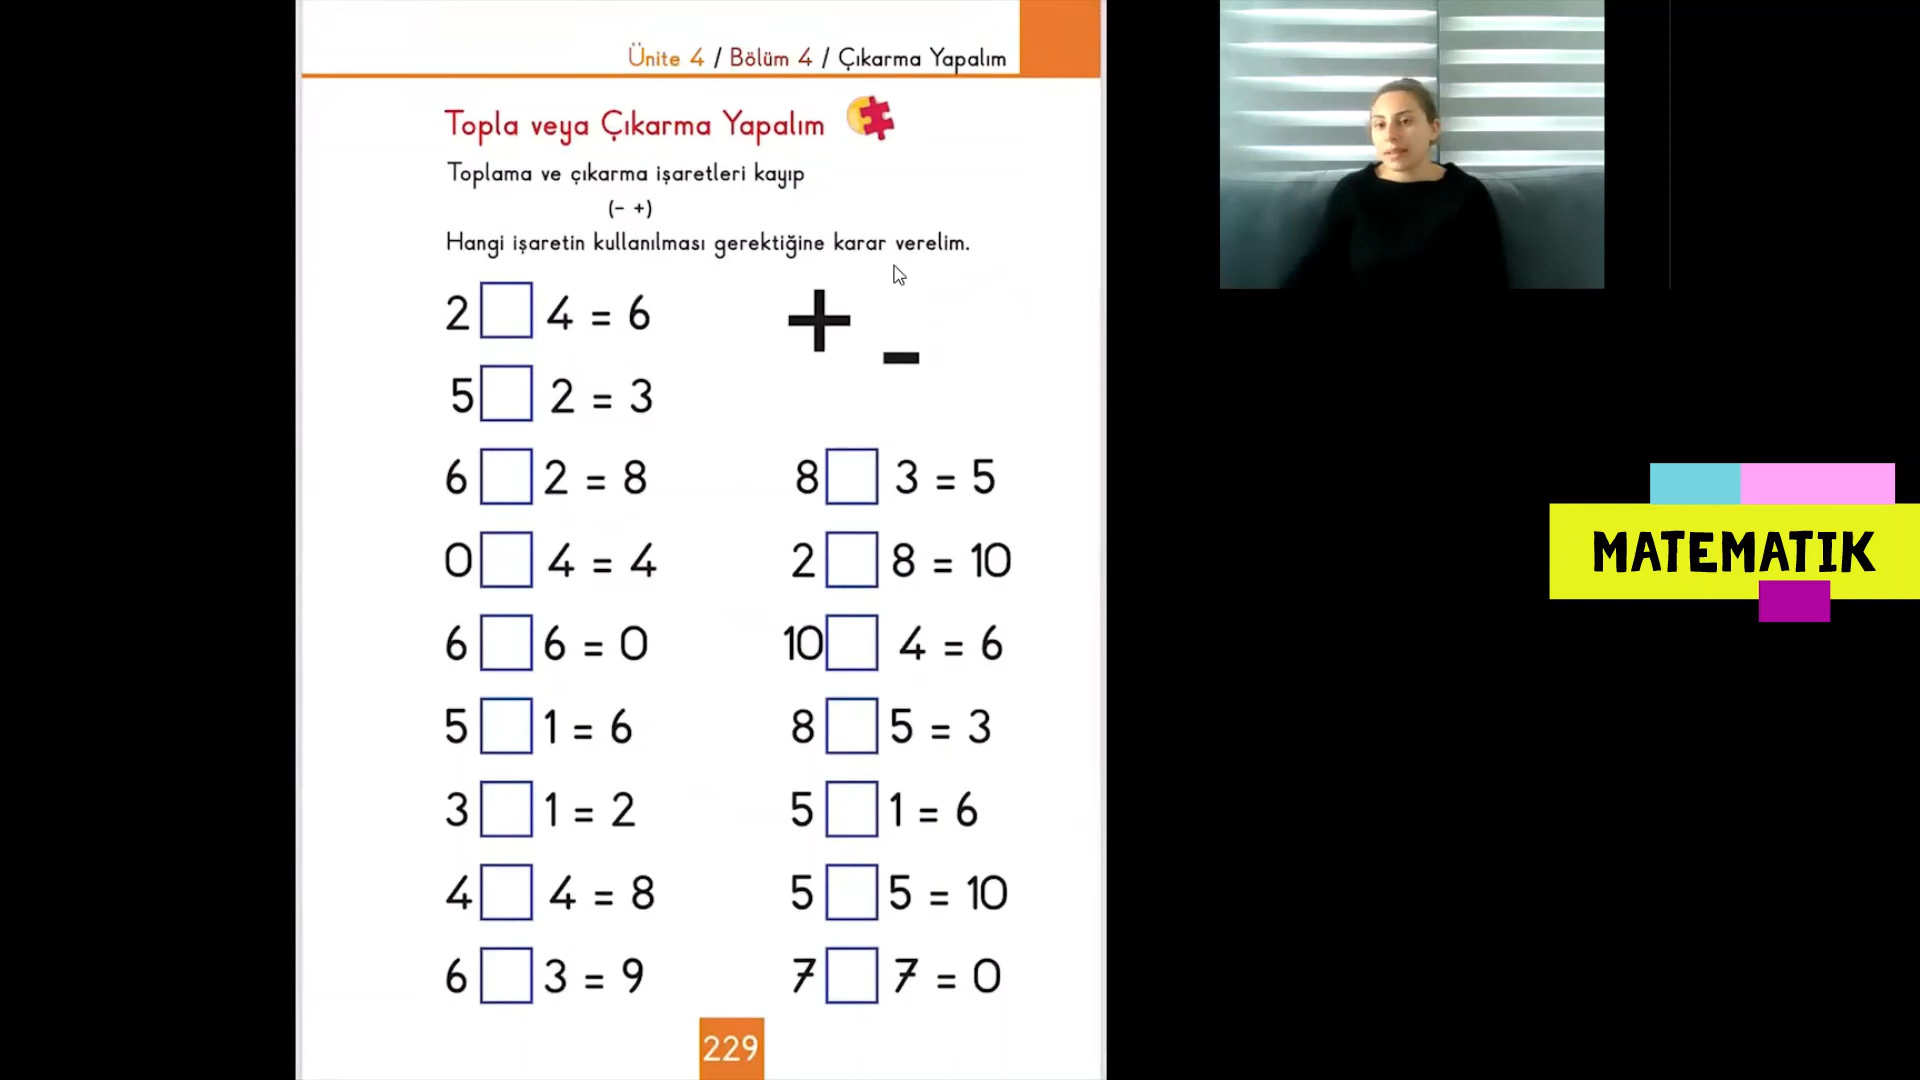 Ünite 4 / Bölüm 4 / Çıkarma Yapalım
Topla veya Çıkarma Yapalım
Toplama ve çıkarma işaretleri kayıp
(- +)
Hangi işaretin kullanılması gerektiğine karar verelim.
2 □ 4 = 6
+ -
5 □ 2 = 3
6 □ 2 = 8
0 □ 4 = 4
6 □ 6 = 0
5 □ 1 = 6
3 □ 1 = 2
4 □ 4 = 8
6 □ 3 = 9
8 □ 3 = 5
2 □ 8 = 10
10 □ 4 = 6
8 □ 5 = 3
5 □ 1 = 6
5 □ 5 = 10
7 □ 7 = 0
229
MATEMATIK